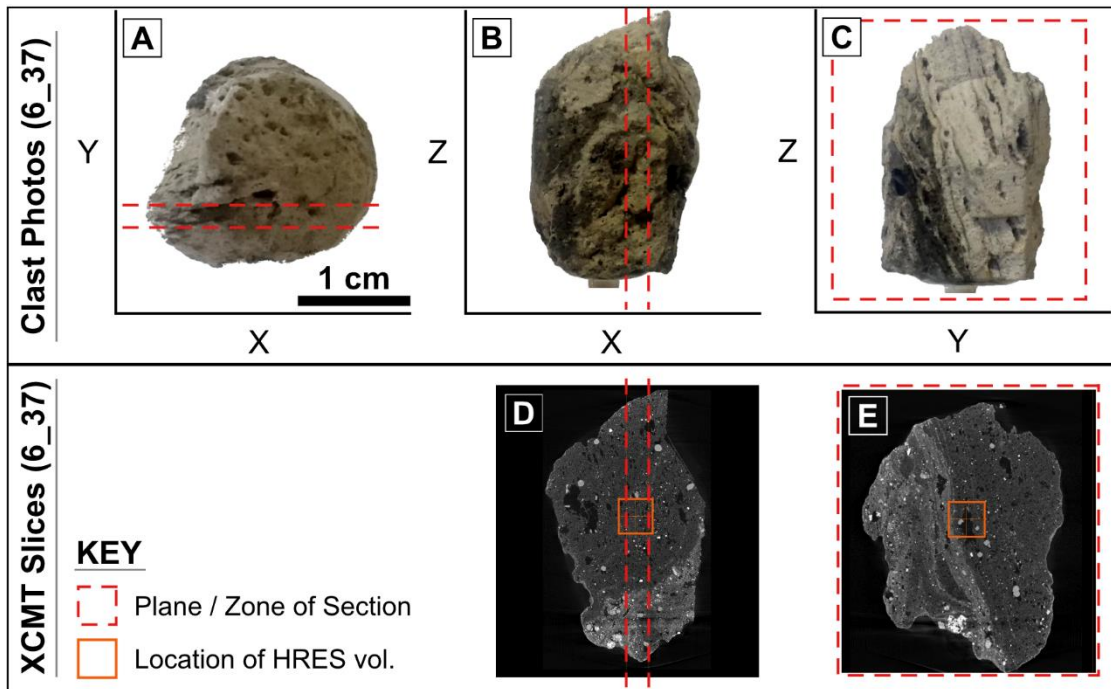 Clast Photos (6_37)
A
B
C
Y
Z
Z
1 cm
X
X
Y
XCMT Slices (6_37)
D
E
KEY
Plane / Zone of Section
Location of HRES vol.